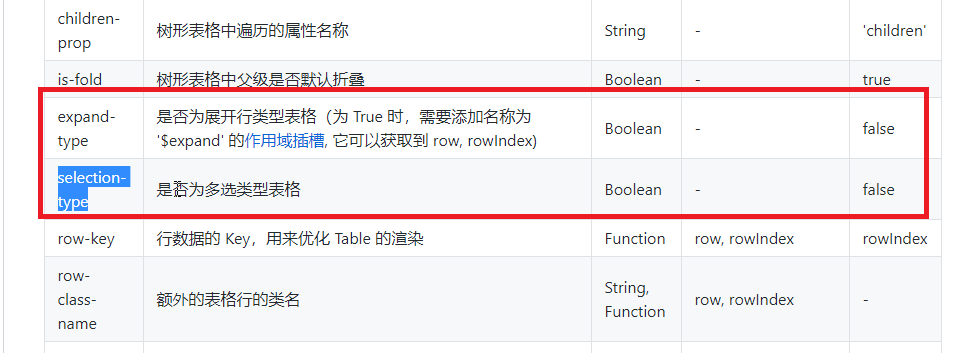 children-
prop
树形表格中遍历的属性名称
String
-
'children'
is-fold
树形表格中父级是否默认折叠
Boolean
-
true
expand-
type
是否为展开行类型表格（为 True 时，需要添加名称为
'$expand' 的作用域插槽, 它可以获取到 row, rowIndex)
Boolean
-
false
selection-
type
是否为多选类型表格
Boolean
-
false
row-key
行数据的 Key，用来优化 Table 的渲染
Function
row, rowIndex
rowIndex
row-
class-
name
额外的表格行的类名
String,
Function
row, rowIndex
-